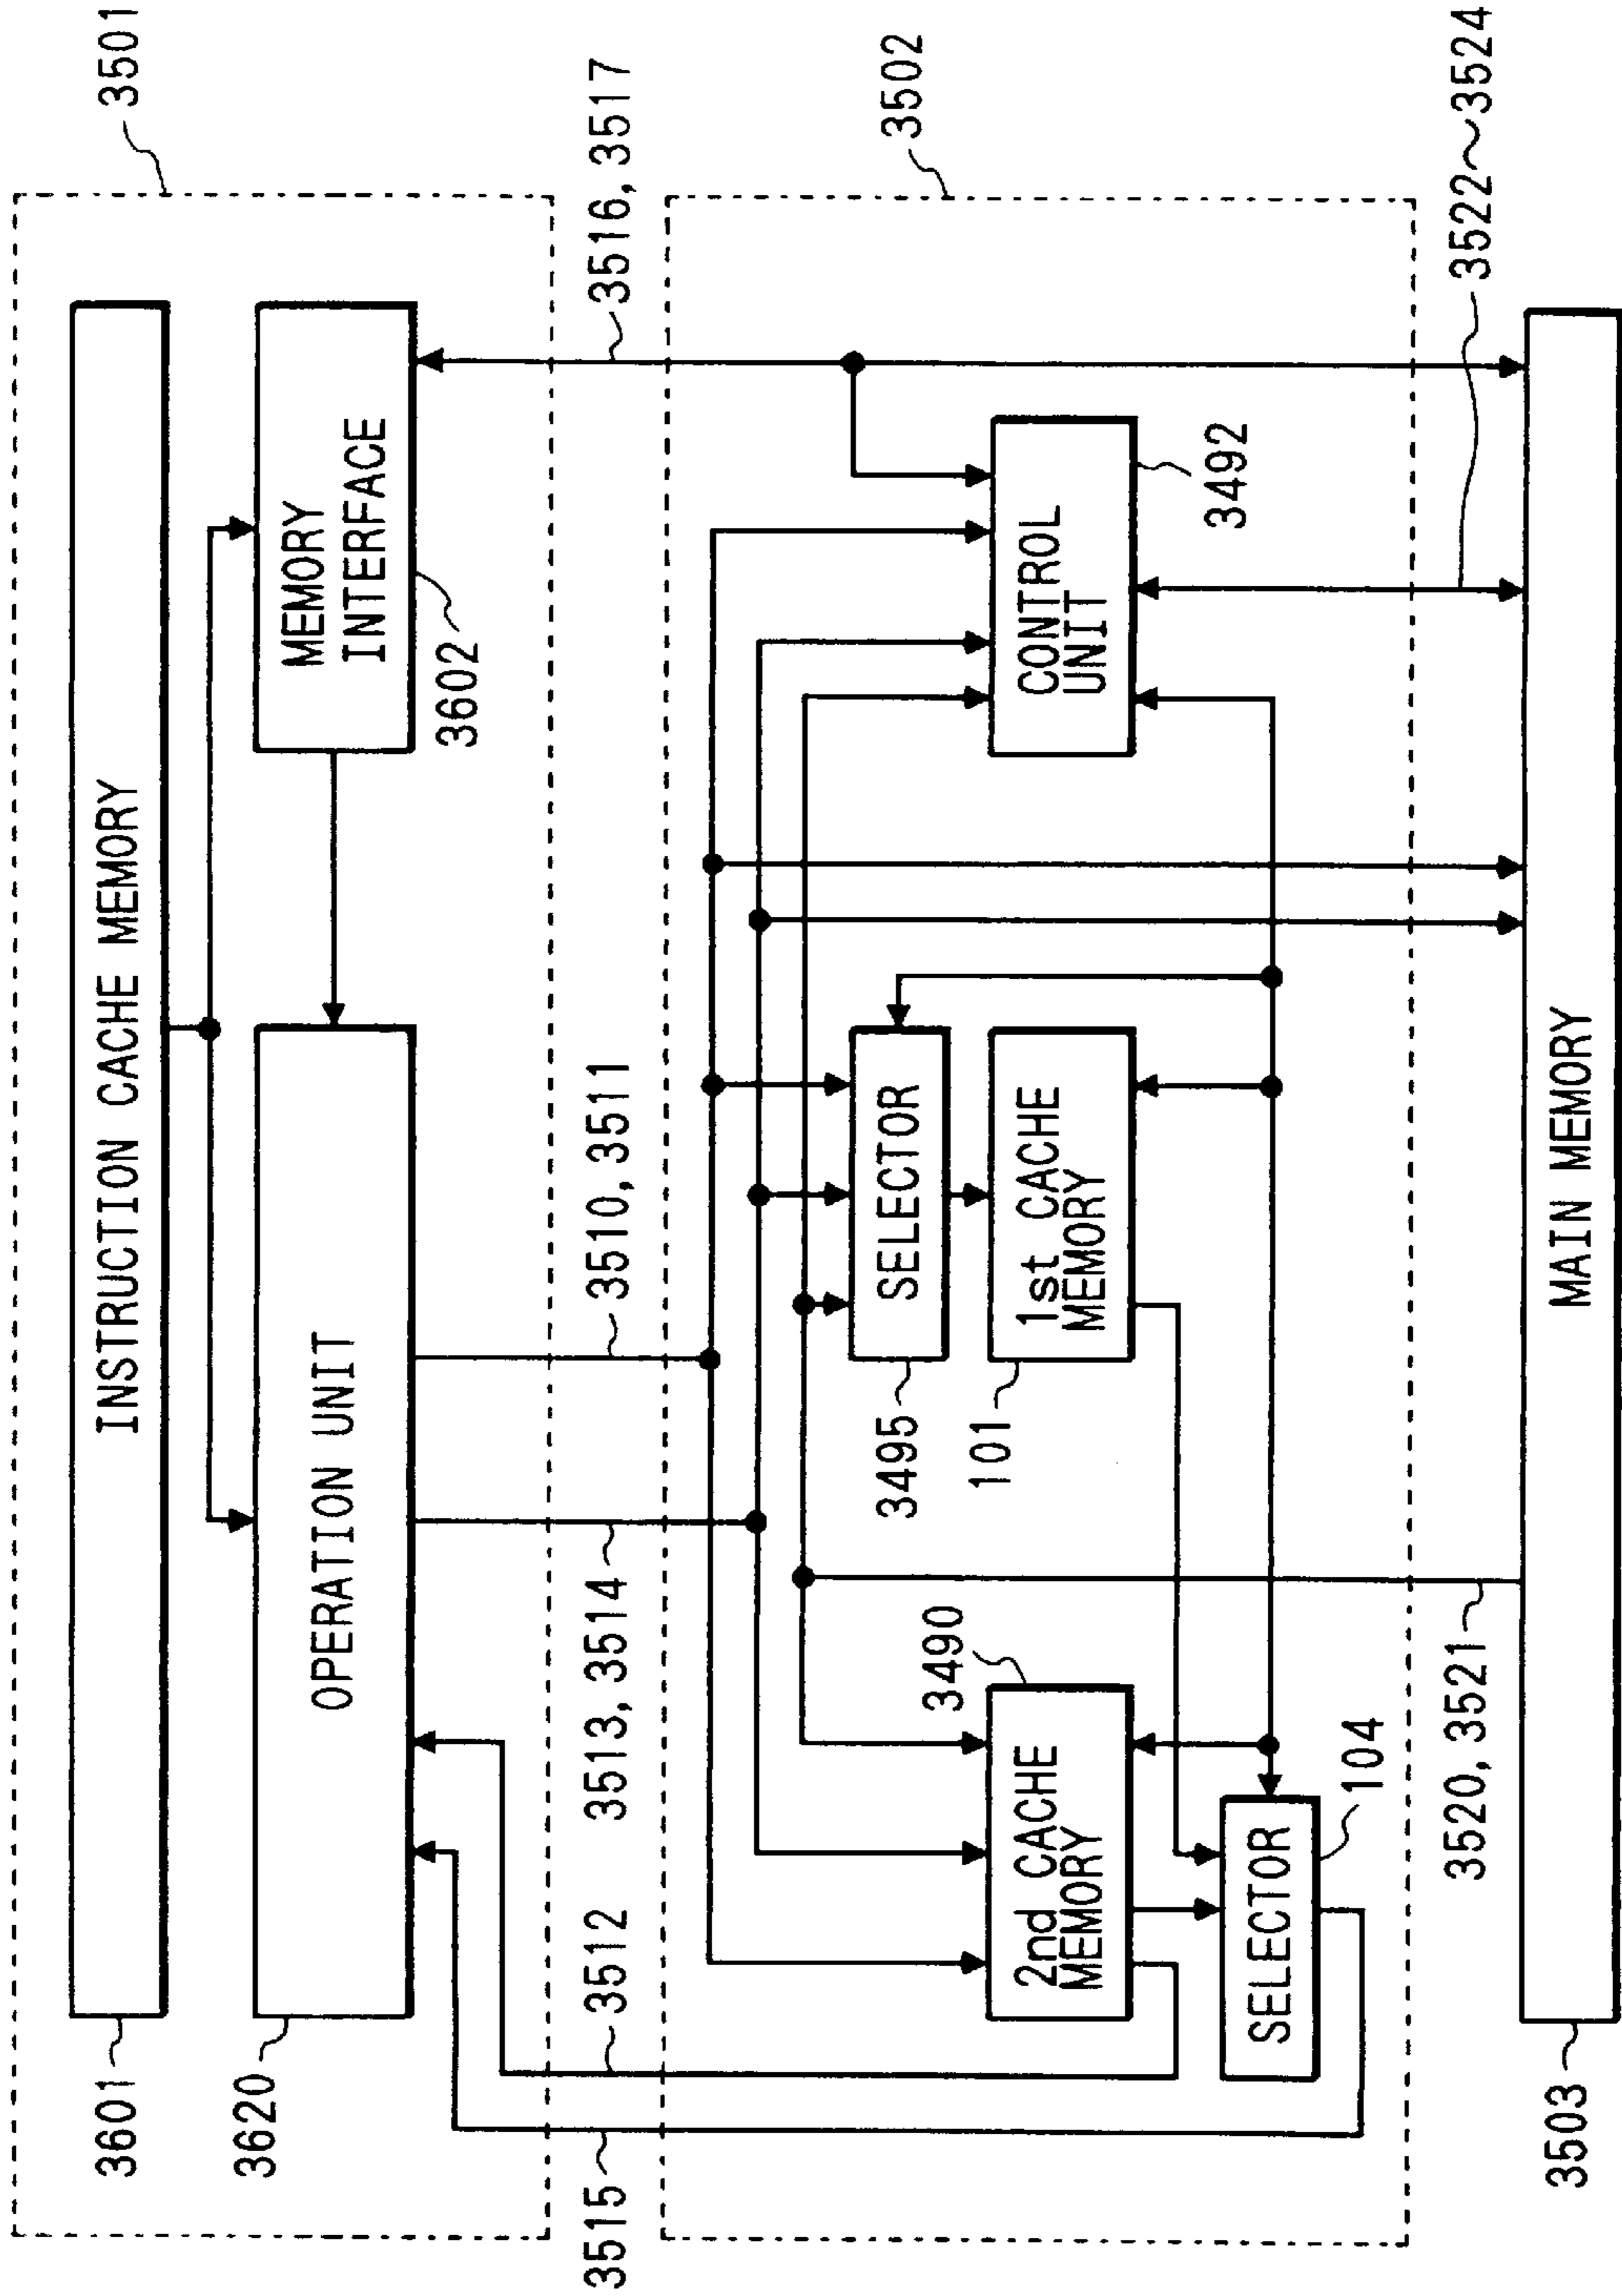 INSTRUCTION CACHE MEMORY
3501
3601
OPERATION UNIT
3620
MEMORY
INTERFACE
3602
3515
3512
3513, 3514
3510, 3511
3516, 3517
3502
2nd CACHE
MEMORY
3490
SELECTOR
104
SELECTOR
3495
1st CACHE
MEMORY
101
CONTROL
UNIT
3492
3520, 3521
3522~3524
MAIN MEMORY
3503